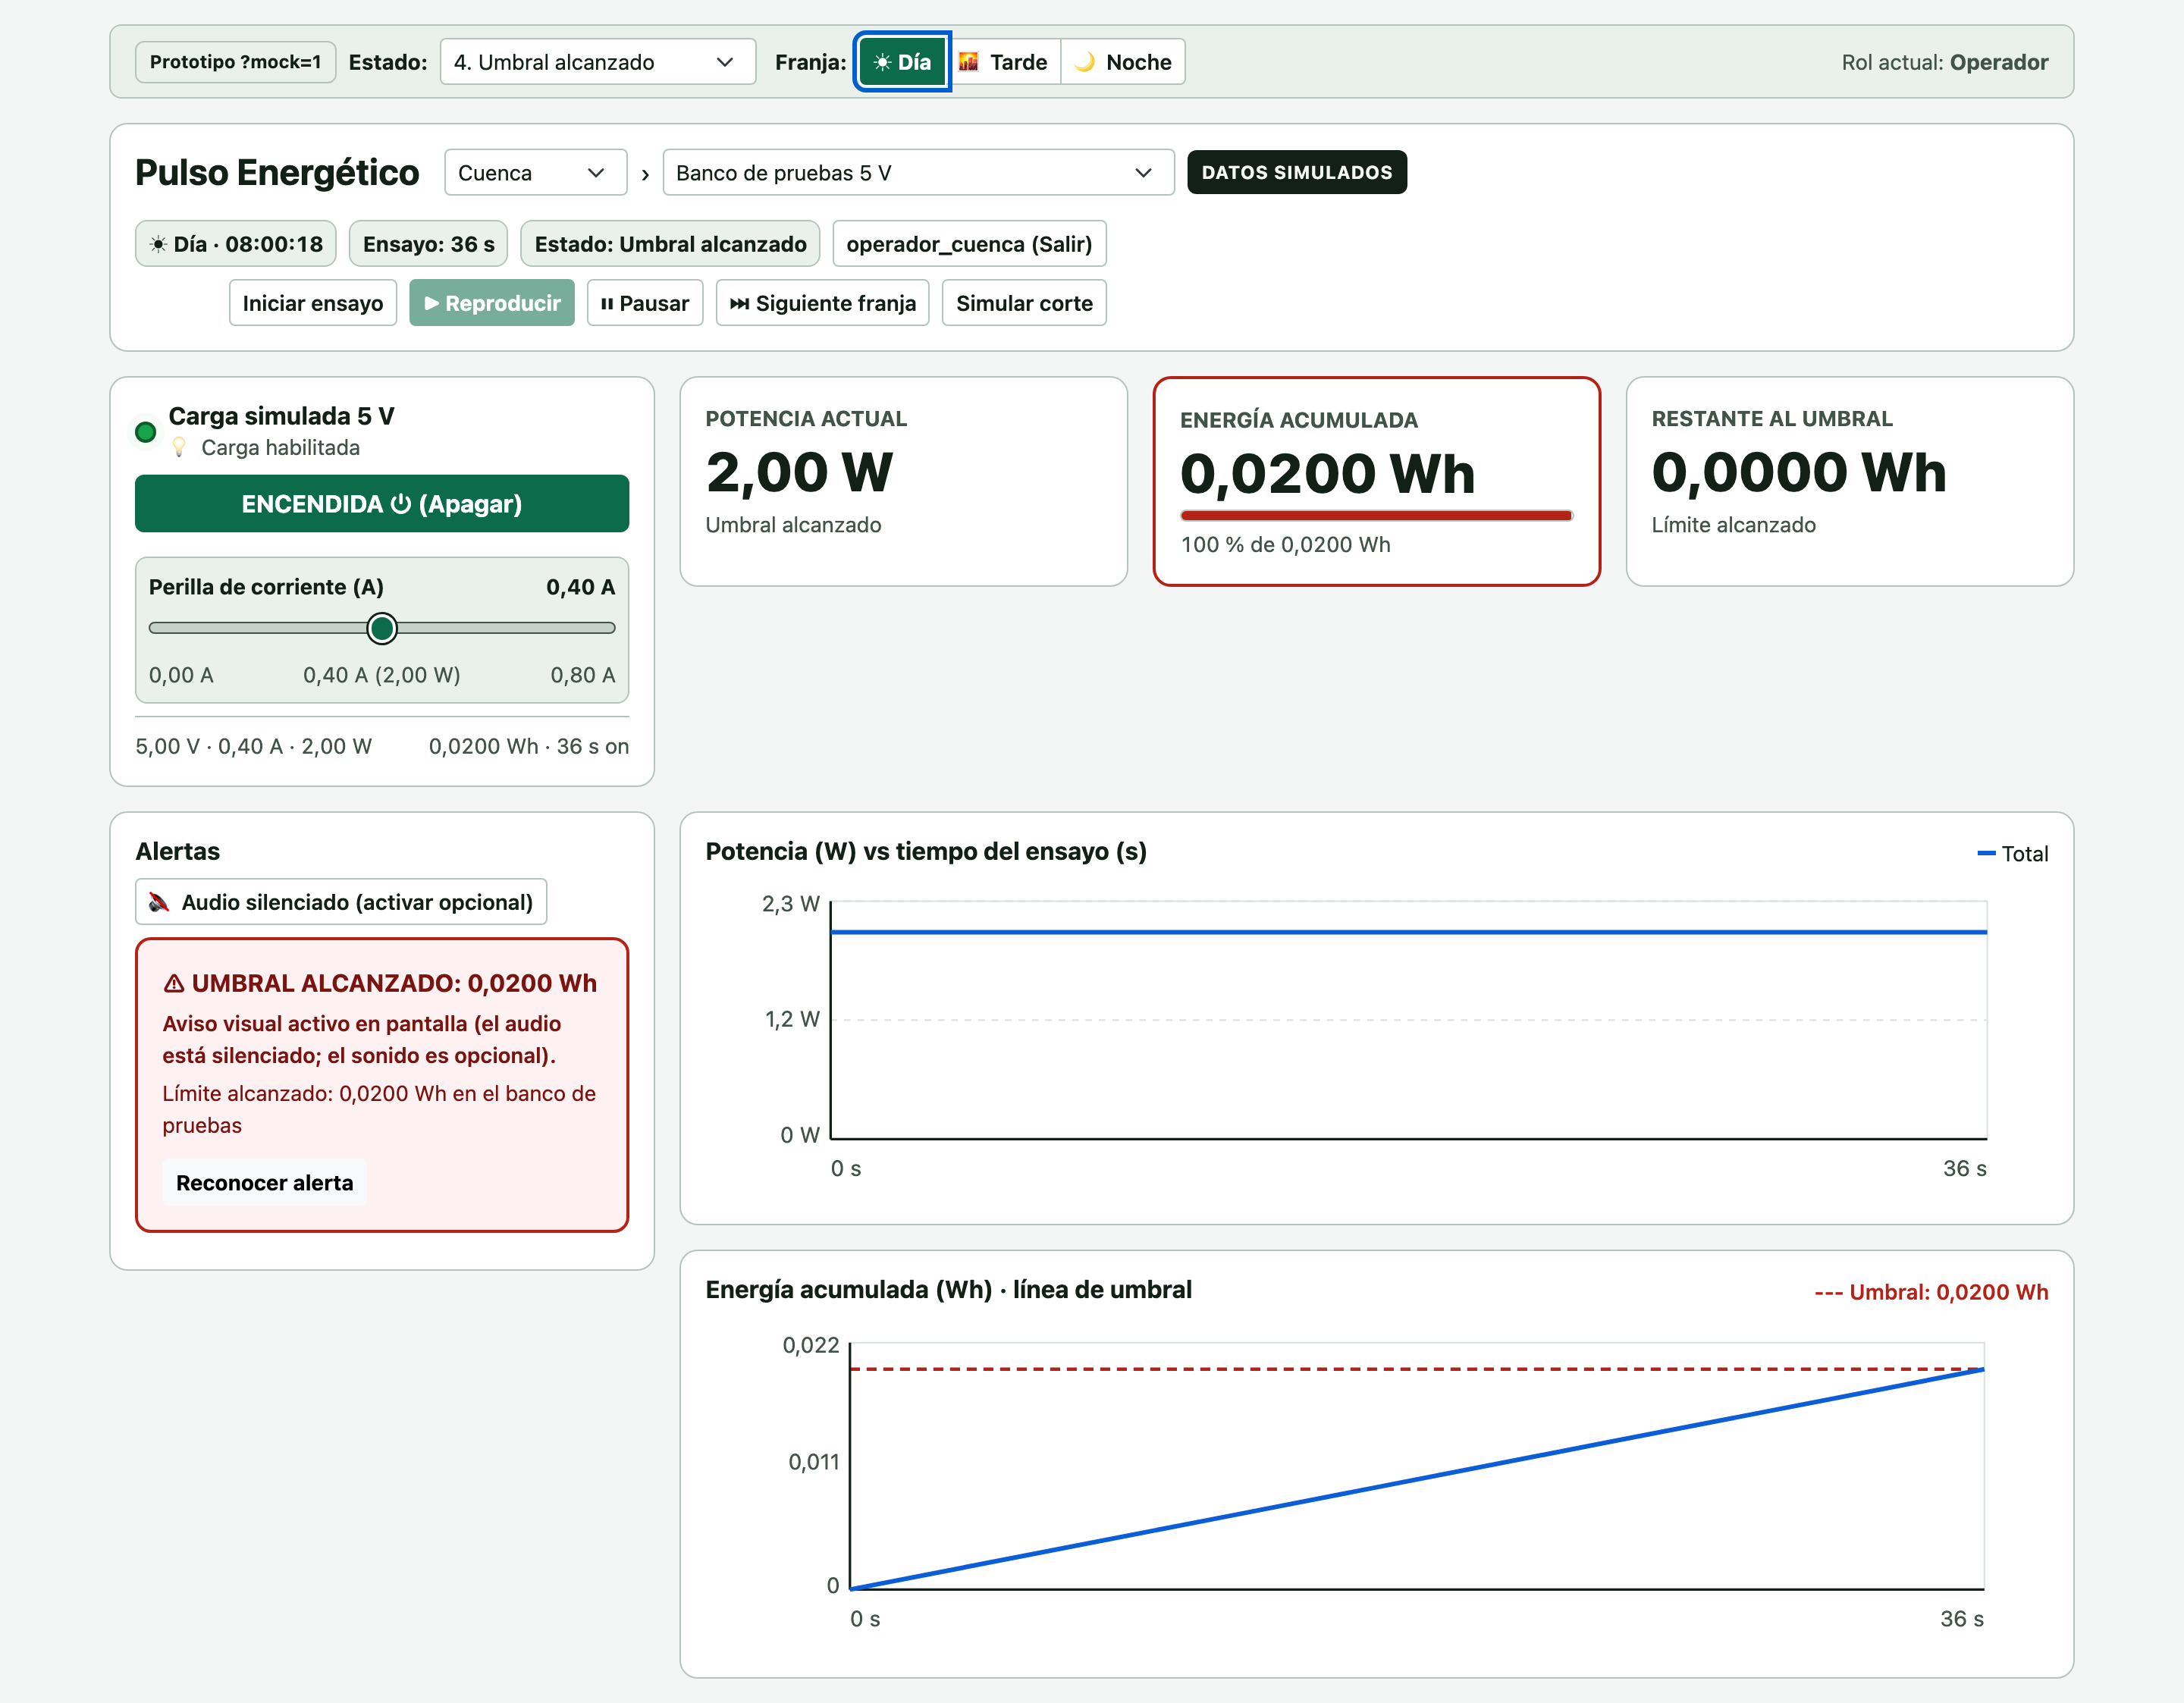 Prototipo ?mock=1
Estado:
4. Umbral alcanzado
Franja:
☀ Día
Tarde
Noche
Rol actual: Operador
Pulso Energético
Cuenca
›
Banco de pruebas 5 V
DATOS SIMULADOS
☀ Día · 08:00:18
Ensayo: 36 s
Estado: Umbral alcanzado
operador_cuenca (Salir)
Iniciar ensayo
▶ Reproducir
⏸ Pausar
⏭ Siguiente franja
Simular corte
Carga simulada 5 V
Carga habilitada
ENCENDIDA ⏻ (Apagar)
Perilla de corriente (A)
0,40 A
0,00 A
0,40 A (2,00 W)
0,80 A
5,00 V · 0,40 A · 2,00 W
0,0200 Wh · 36 s on
POTENCIA ACTUAL
2,00 W
Umbral alcanzado
ENERGÍA ACUMULADA
0,0200 Wh
100 % de 0,0200 Wh
RESTANTE AL UMBRAL
0,0000 Wh
Límite alcanzado
Alertas
Audio silenciado (activar opcional)
⚠ UMBRAL ALCANZADO: 0,0200 Wh
Aviso visual activo en pantalla (el audio
está silenciado; el sonido es opcional).
Límite alcanzado: 0,0200 Wh en el banco de
pruebas
Reconocer alerta
Potencia (W) vs tiempo del ensayo (s)
Total
2,3 W
1,2 W
0 W
0 s
36 s
Energía acumulada (Wh) · línea de umbral
--- Umbral: 0,0200 Wh
0,022
0,011
0
0 s
36 s